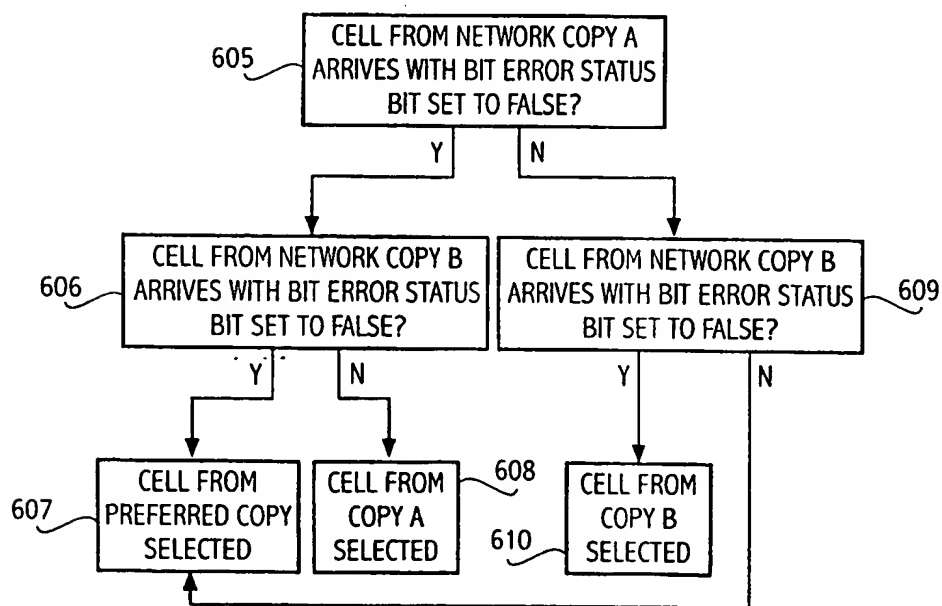 605
CELL FROM NETWORK COPY A
ARRIVES WITH BIT ERROR STATUS
BIT SET TO FALSE?
Y
N
606
CELL FROM NETWORK COPY B
ARRIVES WITH BIT ERROR STATUS
BIT SET TO FALSE?
CELL FROM NETWORK COPY B
ARRIVES WITH BIT ERROR STATUS
BIT SET TO FALSE?
609
Y
N
Y
N
607
CELL FROM
PREFERRED COPY
SELECTED
CELL FROM
COPY A
SELECTED
608
610
CELL FROM
COPY B
SELECTED